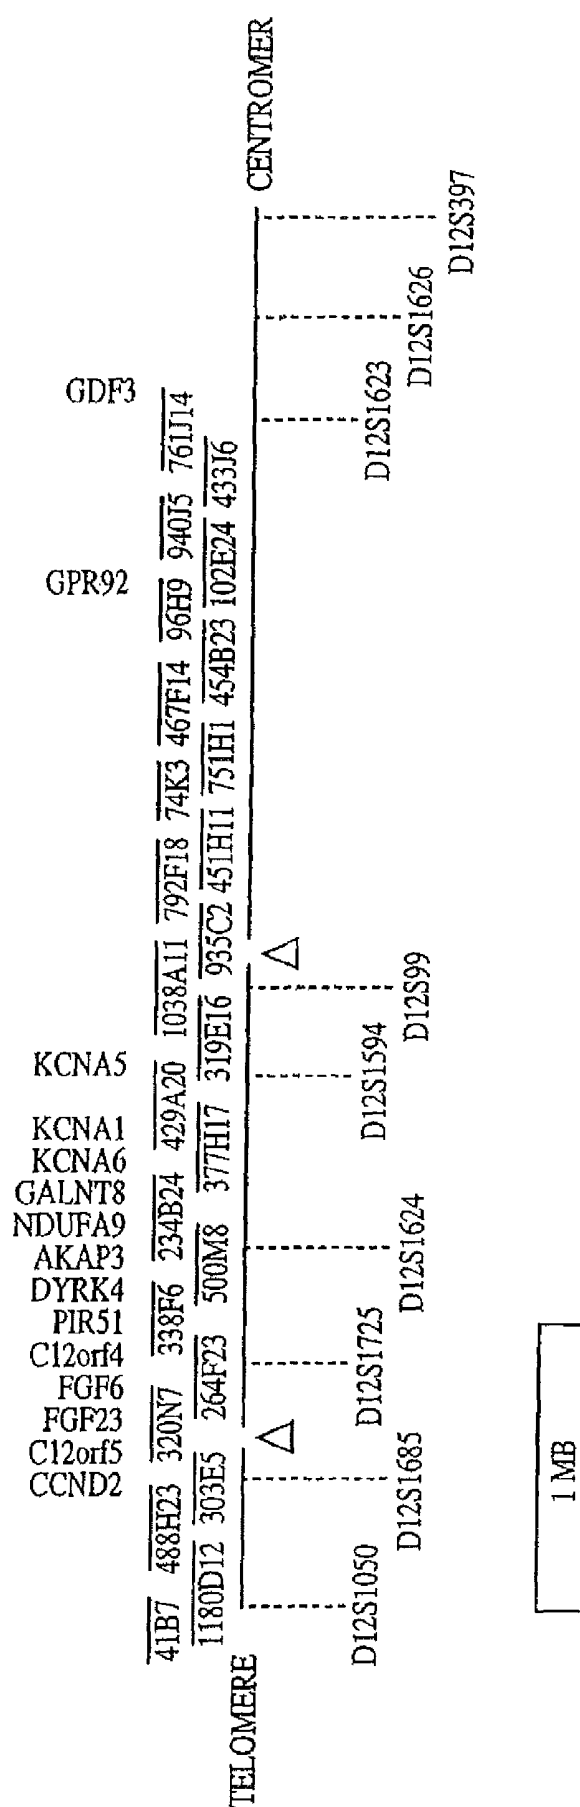 GDF3
GPR92
KCNA5
KCNA1
KCNA6
GALNT8
NDUFA9
AKAP3
DYRK4
PIR51
C12orf4
FGF6
FGF23
C12orf5
CCND2
41B7 488H23 320N7 338F6 234B24 429A20 1038A11 792F18 74K3 467F14 96H9 940J5 761J14
1180D12 303E5 264F23 500M8 377H17 319E16 935C2 451H11 751H1 454B23 102E24 433J6
TELOMERE CENTROMER
D12S1050
D12S1685
D12S1725
D12S1624
D12S1594
D12S99
D12S1623
D12S1626
D12S397
1 MB